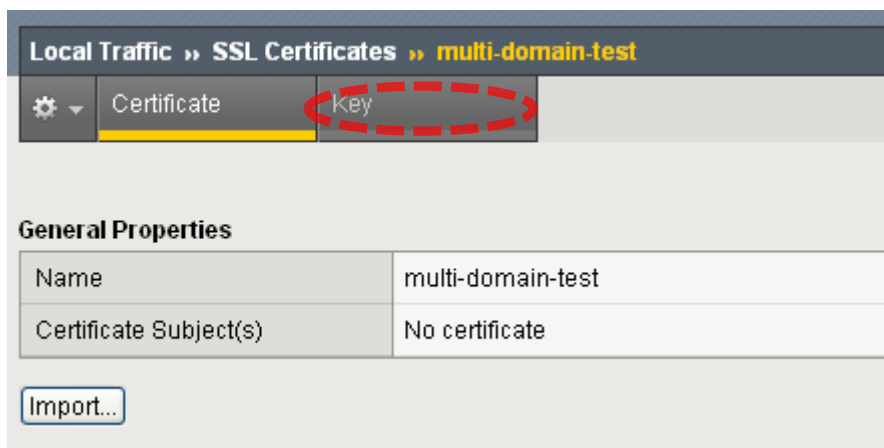 Local Traffic ›› SSL Certificates ›› multi-domain-test
Certificate Key
General Properties
Name multi-domain-test
Certificate Subject(s) No certificate
Import...